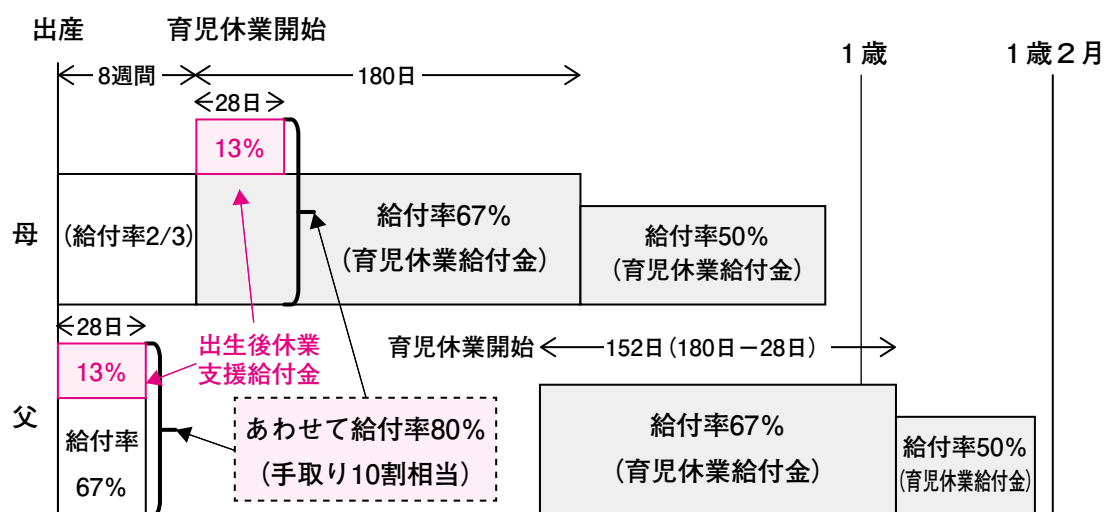 出産
育児休業開始
1歳
1歳2月
8週間
180日
28日
13%
母
(給付率2/3)
給付率67%
(育児休業給付金)
給付率50%
(育児休業給付金)
28日
13%
出生後休業
支援給付金
育児休業開始
152日(180日－28日)
父
給付率
67%
あわせて給付率80%
(手取り10割相当)
給付率67%
(育児休業給付金)
給付率50%
(育児休業給付金)